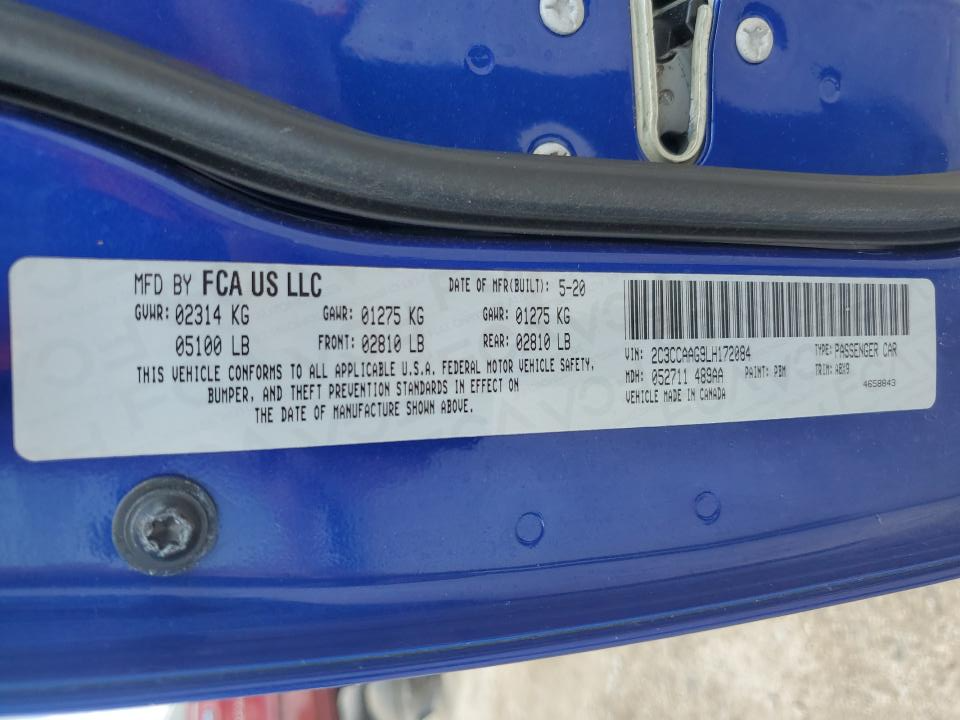 MFD BY FCA US LLC DATE OF MFR(BUILT): 5-20
GVWR: 02314 KG GAWR: 01275 KG GAWR: 01275 KG
05100 LB FRONT: 02810 LB REAR: 02810 LB
THIS VEHICLE CONFORMS TO ALL APPLICABLE U.S.A. FEDERAL MOTOR VEHICLE SAFETY,
BUMPER, AND THEFT PREVENTION STANDARDS IN EFFECT ON
THE DATE OF MANUFACTURE SHOWN ABOVE.
VIN: 2C3CCAAG9LH172084 TYPE: PASSENGER CAR
MDH: 052711 489AA PAINT: PBM TRIM: ABX9
VEHICLE MADE IN CANADA 4658843